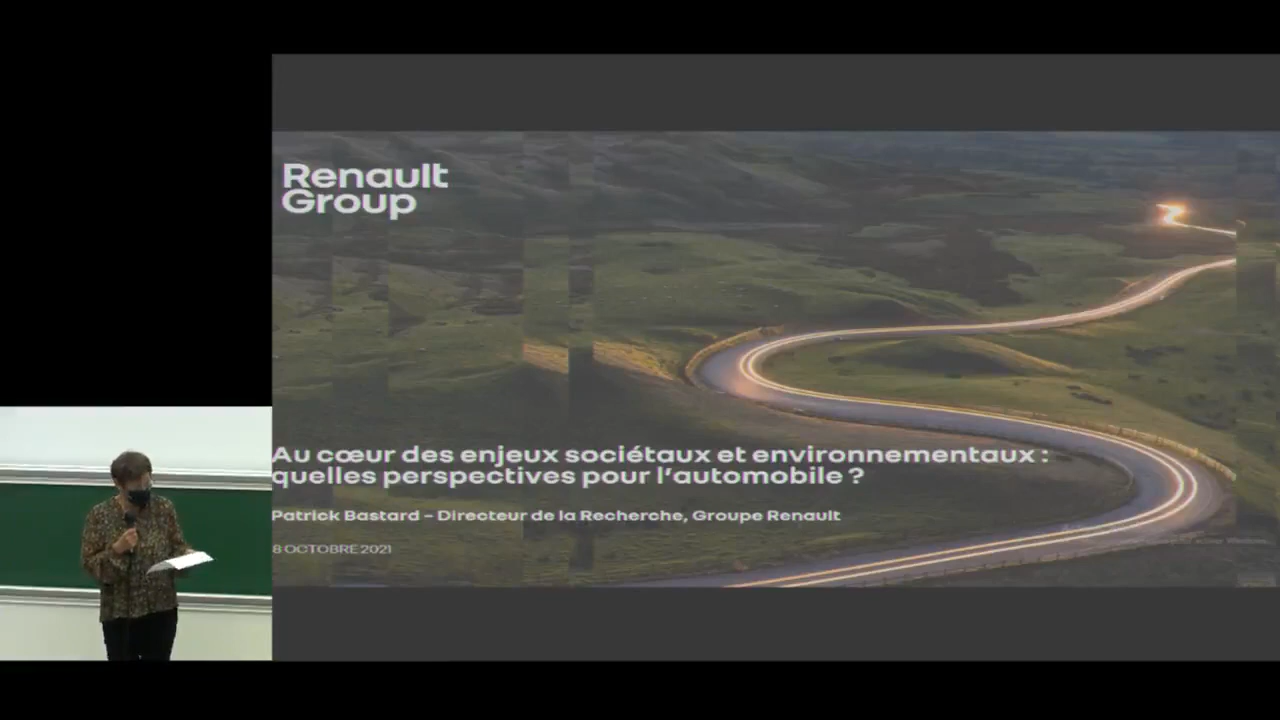 Renault
Group
Au cœur des enjeux sociétaux et environnementaux :
quelles perspectives pour l'automobile ?
Patrick Bastard – Directeur de la Recherche, Groupe Renault
8 OCTOBRE 2021